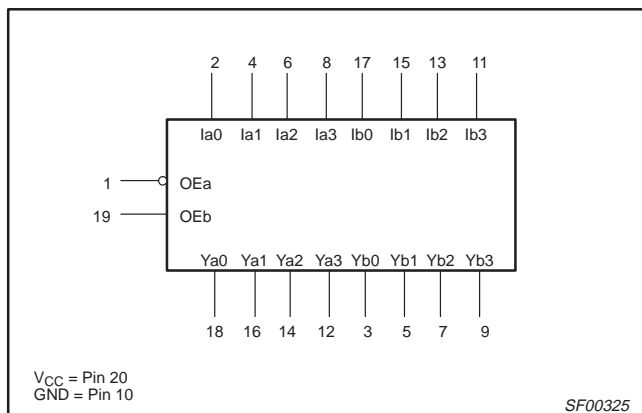 2 4 6 8 17 15 13 11
Ia0 Ia1 Ia2 Ia3 Ib0 Ib1 Ib2 Ib3
1 OEa
19 OEb
Ya0 Ya1 Ya2 Ya3 Yb0 Yb1 Yb2 Yb3
18 16 14 12 3 5 7 9
VCC = Pin 20
GND = Pin 10
SF00325